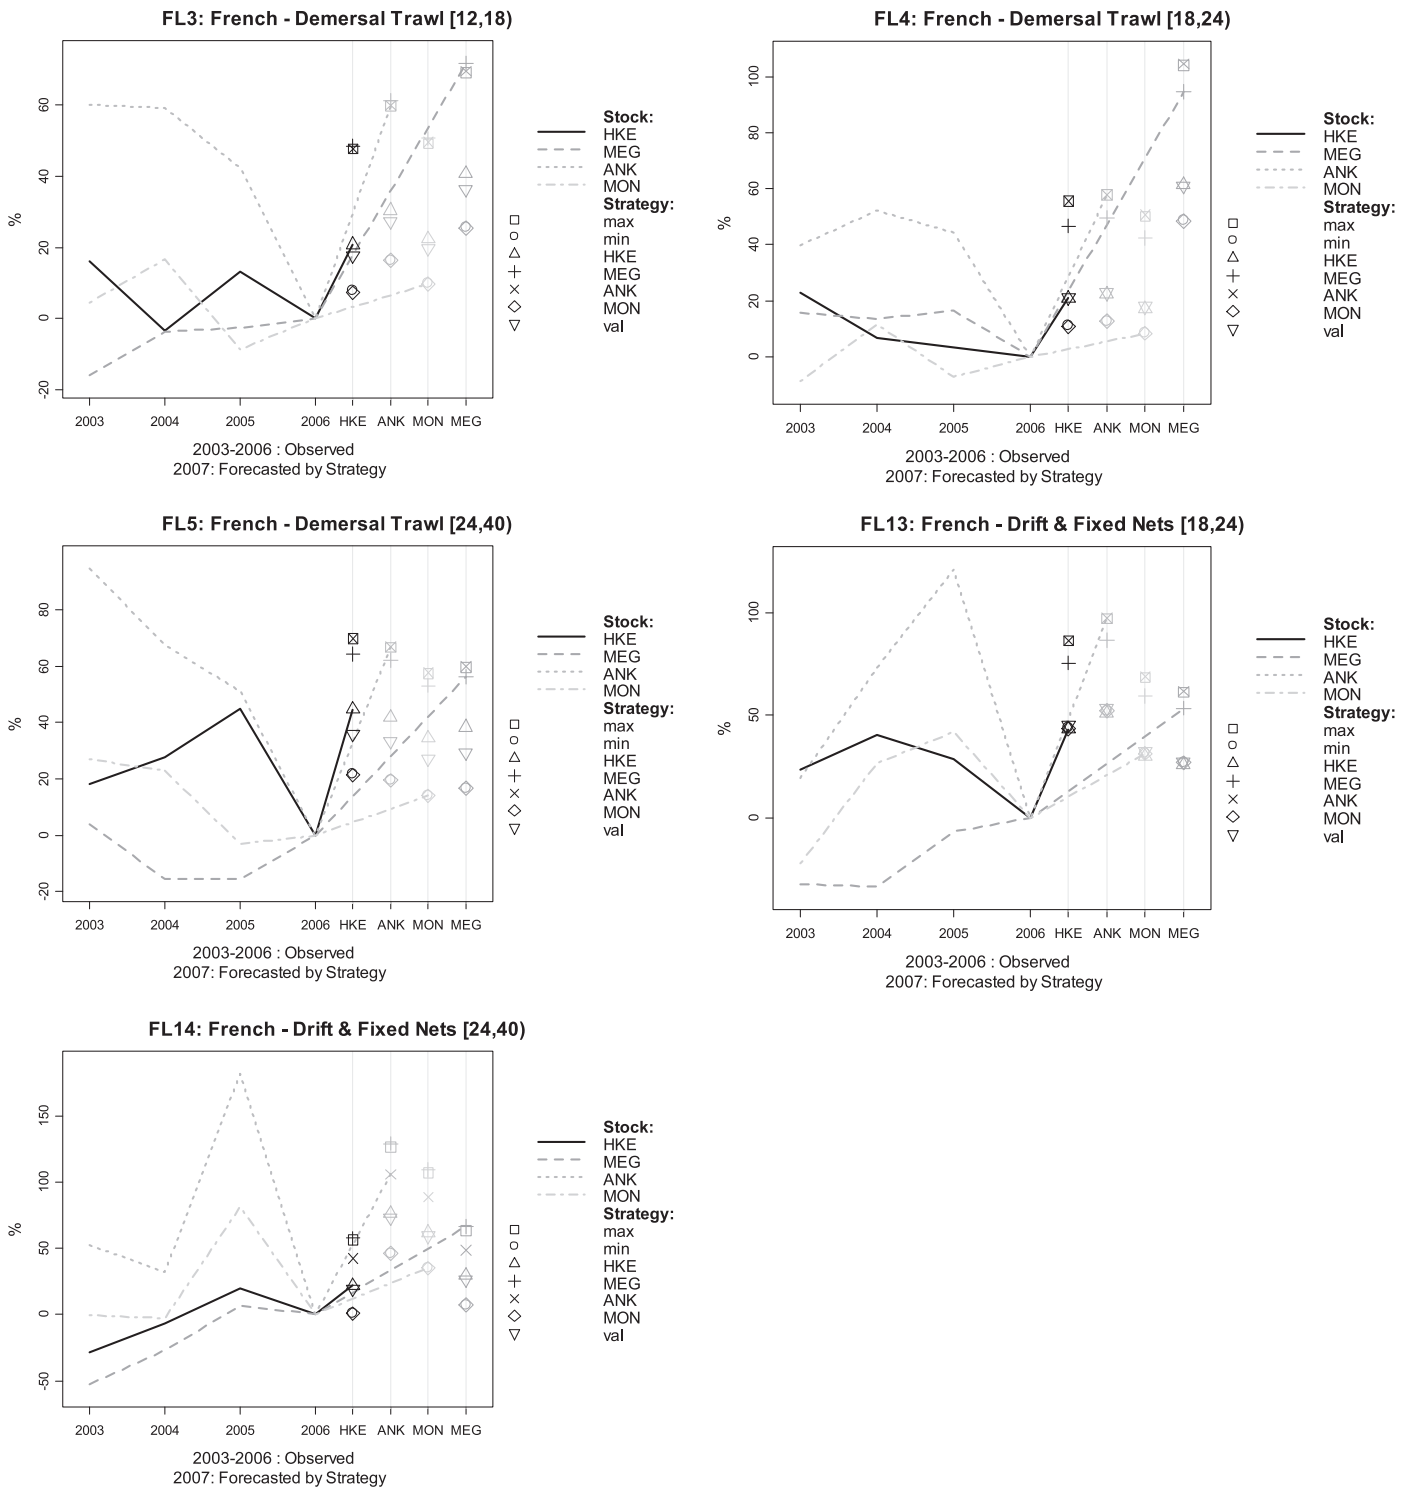 FL3: French - Demersal Trawl [12,18)
%
60
40
20
0
-20
2003 2004 2005 2006 HKE ANK MON MEG
2003-2006 : Observed
2007: Forecasted by Strategy
Stock:
HKE
MEG
ANK
MON
Strategy:
max
min
HKE
MEG
ANK
MON
val
FL4: French - Demersal Trawl [18,24)
%
100
80
60
40
20
0
2003 2004 2005 2006 HKE ANK MON MEG
2003-2006 : Observed
2007: Forecasted by Strategy
Stock:
HKE
MEG
ANK
MON
Strategy:
max
min
HKE
MEG
ANK
MON
val
FL5: French - Demersal Trawl [24,40)
%
80
60
40
20
0
-20
2003 2004 2005 2006 HKE ANK MON MEG
2003-2006 : Observed
2007: Forecasted by Strategy
Stock:
HKE
MEG
ANK
MON
Strategy:
max
min
HKE
MEG
ANK
MON
val
FL13: French - Drift & Fixed Nets [18,24)
%
100
50
0
2003 2004 2005 2006 HKE ANK MON MEG
2003-2006 : Observed
2007: Forecasted by Strategy
Stock:
HKE
MEG
ANK
MON
Strategy:
max
min
HKE
MEG
ANK
MON
val
FL14: French - Drift & Fixed Nets [24,40)
%
150
100
50
0
-50
2003 2004 2005 2006 HKE ANK MON MEG
2003-2006 : Observed
2007: Forecasted by Strategy
Stock:
HKE
MEG
ANK
MON
Strategy:
max
min
HKE
MEG
ANK
MON
val